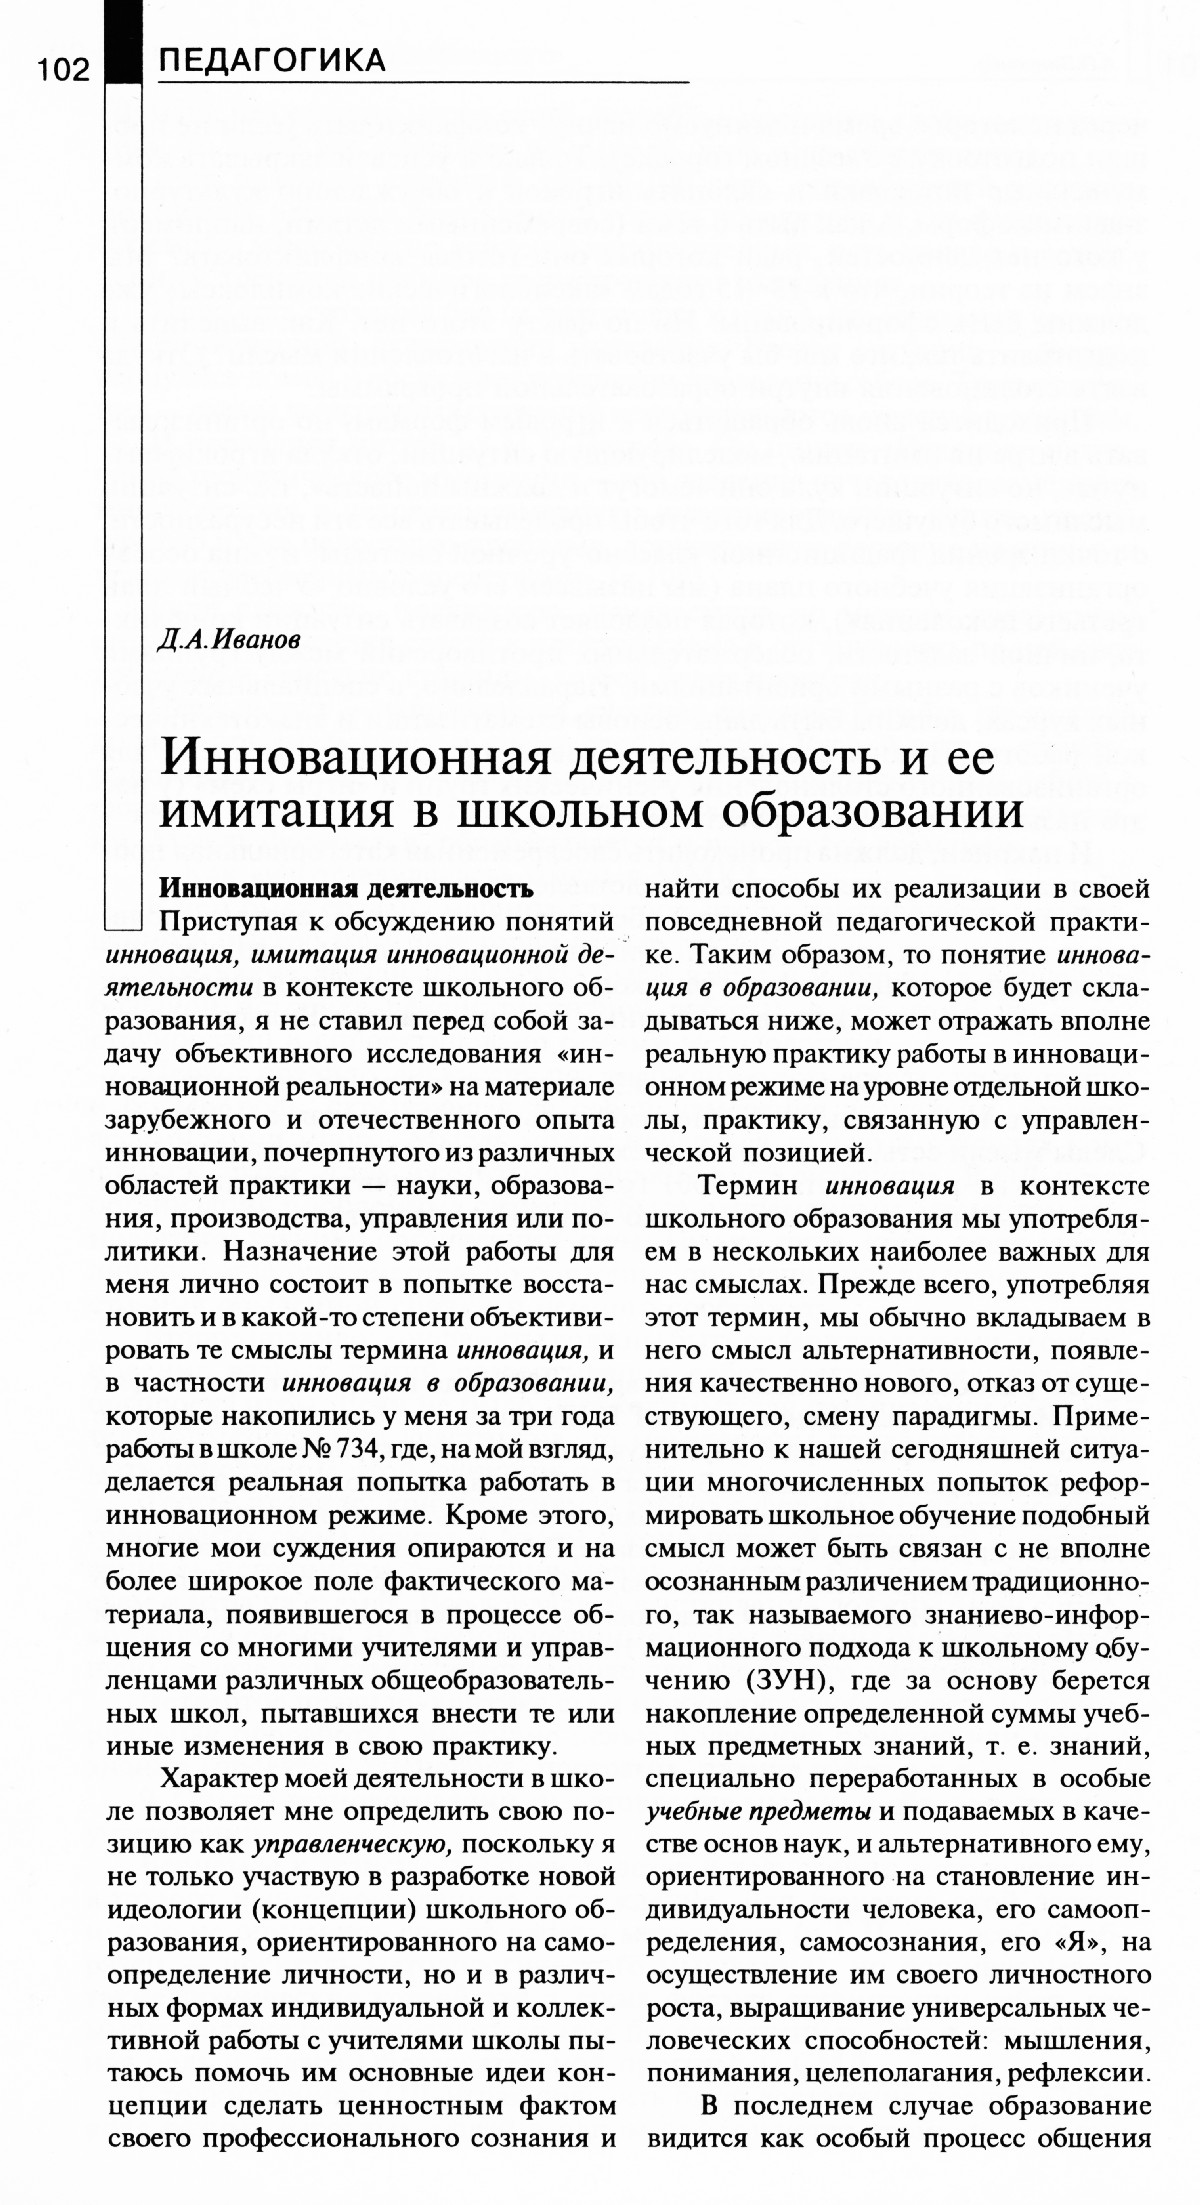 102
ПЕДАГОГИКА
Д.А.Иванов
Инновационная деятельность и ее
имитация в школьном образовании
Инновационная деятельность
Приступая к обсуждению понятий
инновация, имитация инновационной де-
ятельности в контексте школьного об-
разования, я не ставил перед собой за-
дачу объективного исследования «ин-
новационной реальности» на материале
зарубежного и отечественного опыта
инновации, почерпнутого из различных
областей практики — науки, образова-
ния, производства, управления или по-
литики. Назначение этой работы для
меня лично состоит в попытке восста-
новить и в какой-то степени объективи-
ровать те смыслы термина инновация, и
в частности инновация в образовании,
которые накопились у меня за три года
работы в школе № 734, где, на мой взгляд,
делается реальная попытка работать в
инновационном режиме. Кроме этого,
многие мои суждения опираются и на
более широкое поле фактического ма-
териала, появившегося в процессе об-
щения со многими учителями и управ-
ленцами различных общеобразователь-
ных школ, пытавшихся внести те или
иные изменения в свою практику.
Характер моей деятельности в шко-
ле позволяет мне определить свою по-
зицию как управленческую, поскольку я
не только участвую в разработке новой
идеологии (концепции) школьного об-
разования, ориентированного на само-
определение личности, но и в различ-
ных формах индивидуальной и коллек-
тивной работы с учителями школы пы-
таюсь помочь им основные идеи кон-
цепции сделать ценностным фактом
своего профессионального сознания и
найти способы их реализации в своей
повседневной педагогической практи-
ке. Таким образом, то понятие иннова-
ция в образовании, которое будет скла-
дываться ниже, может отражать вполне
реальную практику работы в инноваци-
онном режиме на уровне отдельной шко-
лы, практику, связанную с управлен-
ческой позицией.
Термин инновация в контексте
школьного образования мы употребля-
ем в нескольких наиболее важных для
нас смыслах. Прежде всего, употребляя
этот термин, мы обычно вкладываем в
него смысл альтернативности, появле-
ния качественно нового, отказ от суще-
ствующего, смену парадигмы. Приме-
нительно к нашей сегодняшней ситуа-
ции многочисленных попыток рефор-
мировать школьное обучение подобный
смысл может быть связан с не вполне
осознанным различением традиционно-
го, так называемого знаниево-инфор-
мационного подхода к школьному обу-
чению (ЗУН), где за основу берется
накопление определенной суммы учеб-
ных предметных знаний, т. е. знаний,
специально переработанных в особые
учебные предметы и подаваемых в каче-
стве основ наук, и альтернативного ему,
ориентированного на становление ин-
дивидуальности человека, его самооп-
ределения, самосознания, его «Я», на
осуществление им своего личностного
роста, выращивание универсальных че-
ловеческих способностей: мышления,
понимания, целеполагания, рефлексии.
В последнем случае образование
видится как особый процесс общения